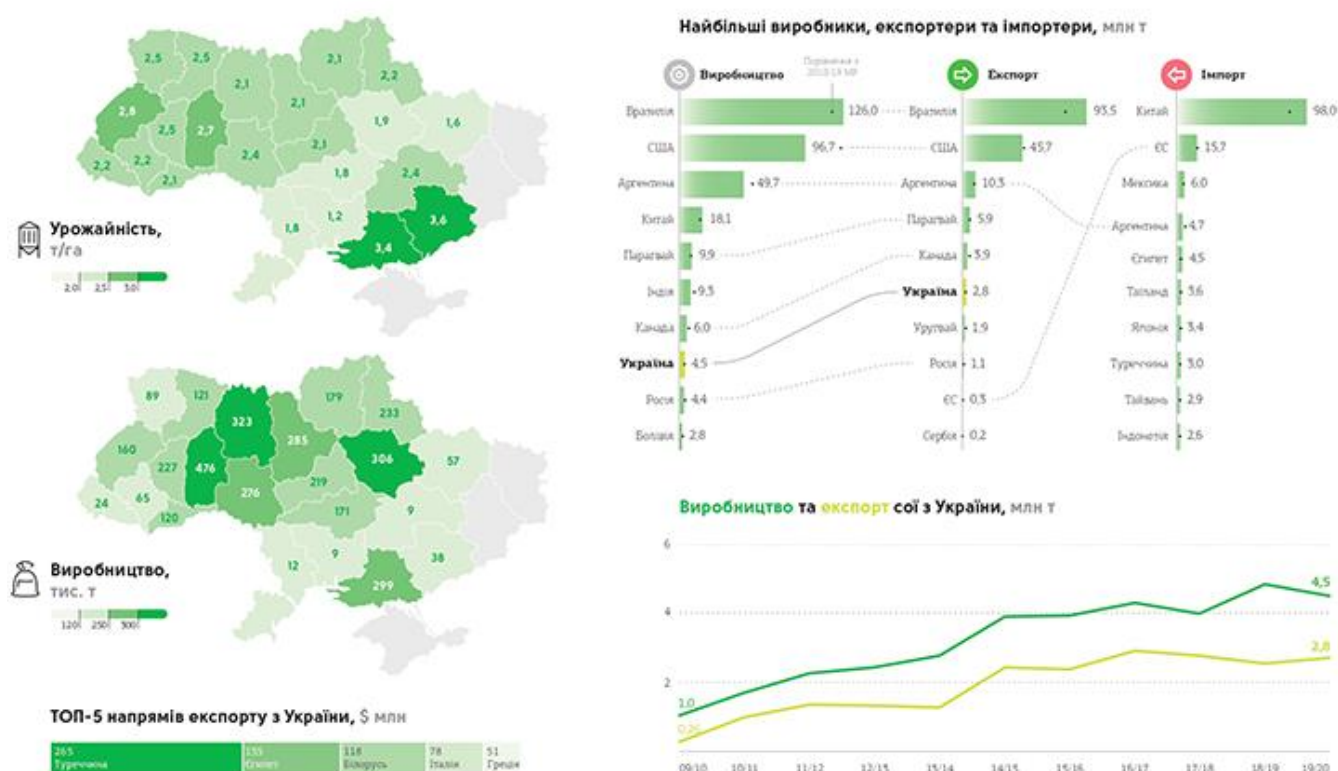 2,5
2,5
2,1
2,1
2,2
2,8
2,5
2,7
2,1
1,9
1,6
2,2
2,2
2,1
2,4
2,1
1,8
2,4
1,8
1,2
3,4
3,6
Урожайність,
т/га
2,0 2,5 3,0
89
121
323
179
233
160
227
476
285
306
57
24
65
120
276
219
171
9
12
9
299
38
Виробництво,
тис. т
120 250 300
ТОП-5 напрямів експорту з України, $ млн
265 135 118 78 51
Туреччина Єгипет Білорусь Італія Греція
Найбільші виробники, експортери та імпортери, млн т
Виробництво
Порівняння з
2018/19 МР
Бразилія 126,0
США 96,7
Аргентина 49,7
Китай 18,1
Парагвай 9,9
Індія 9,3
Канада 6,0
Україна 4,5
Росія 4,4
Болівія 2,8
Експорт
Бразилія 93,5
США 45,7
Аргентина 10,3
Парагвай 5,9
Канада 3,9
Україна 2,8
Уругвай 1,9
Росія 1,1
ЄС 0,3
Сербія 0,2
Імпорт
Китай 98,0
ЄС 15,7
Мексика 6,0
Аргентина 4,7
Єгипет 4,5
Таїланд 3,6
Японія 3,4
Туреччина 3,0
Тайвань 2,9
Індонезія 2,6
Виробництво та експорт сої з України, млн т
6
4
2
1,0
0,26
4,5
2,8
09/10 10/11 11/12 12/13 13/14 14/15 15/16 16/17 17/18 18/19 19/20